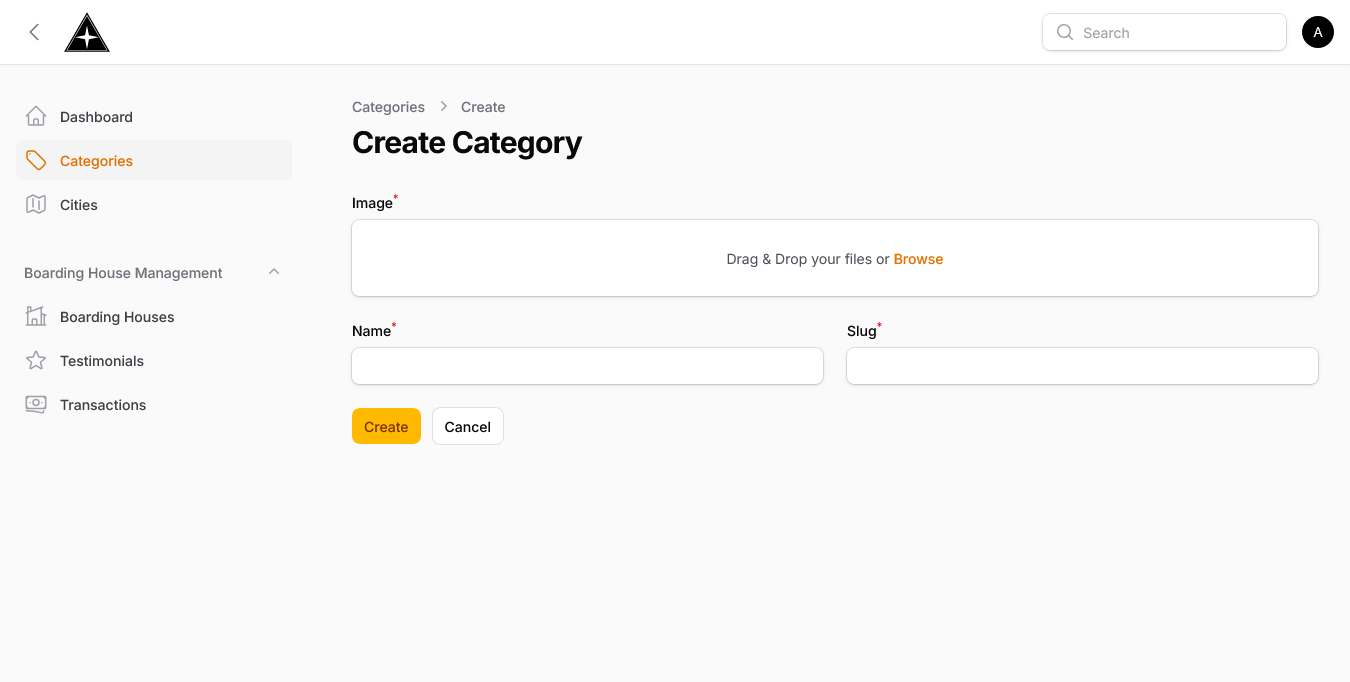 Search
A
Dashboard
Categories
Cities
Boarding House Management
Boarding Houses
Testimonials
Transactions
Categories > Create
Create Category
Image*
Drag & Drop your files or Browse
Name*
Slug*
Create
Cancel